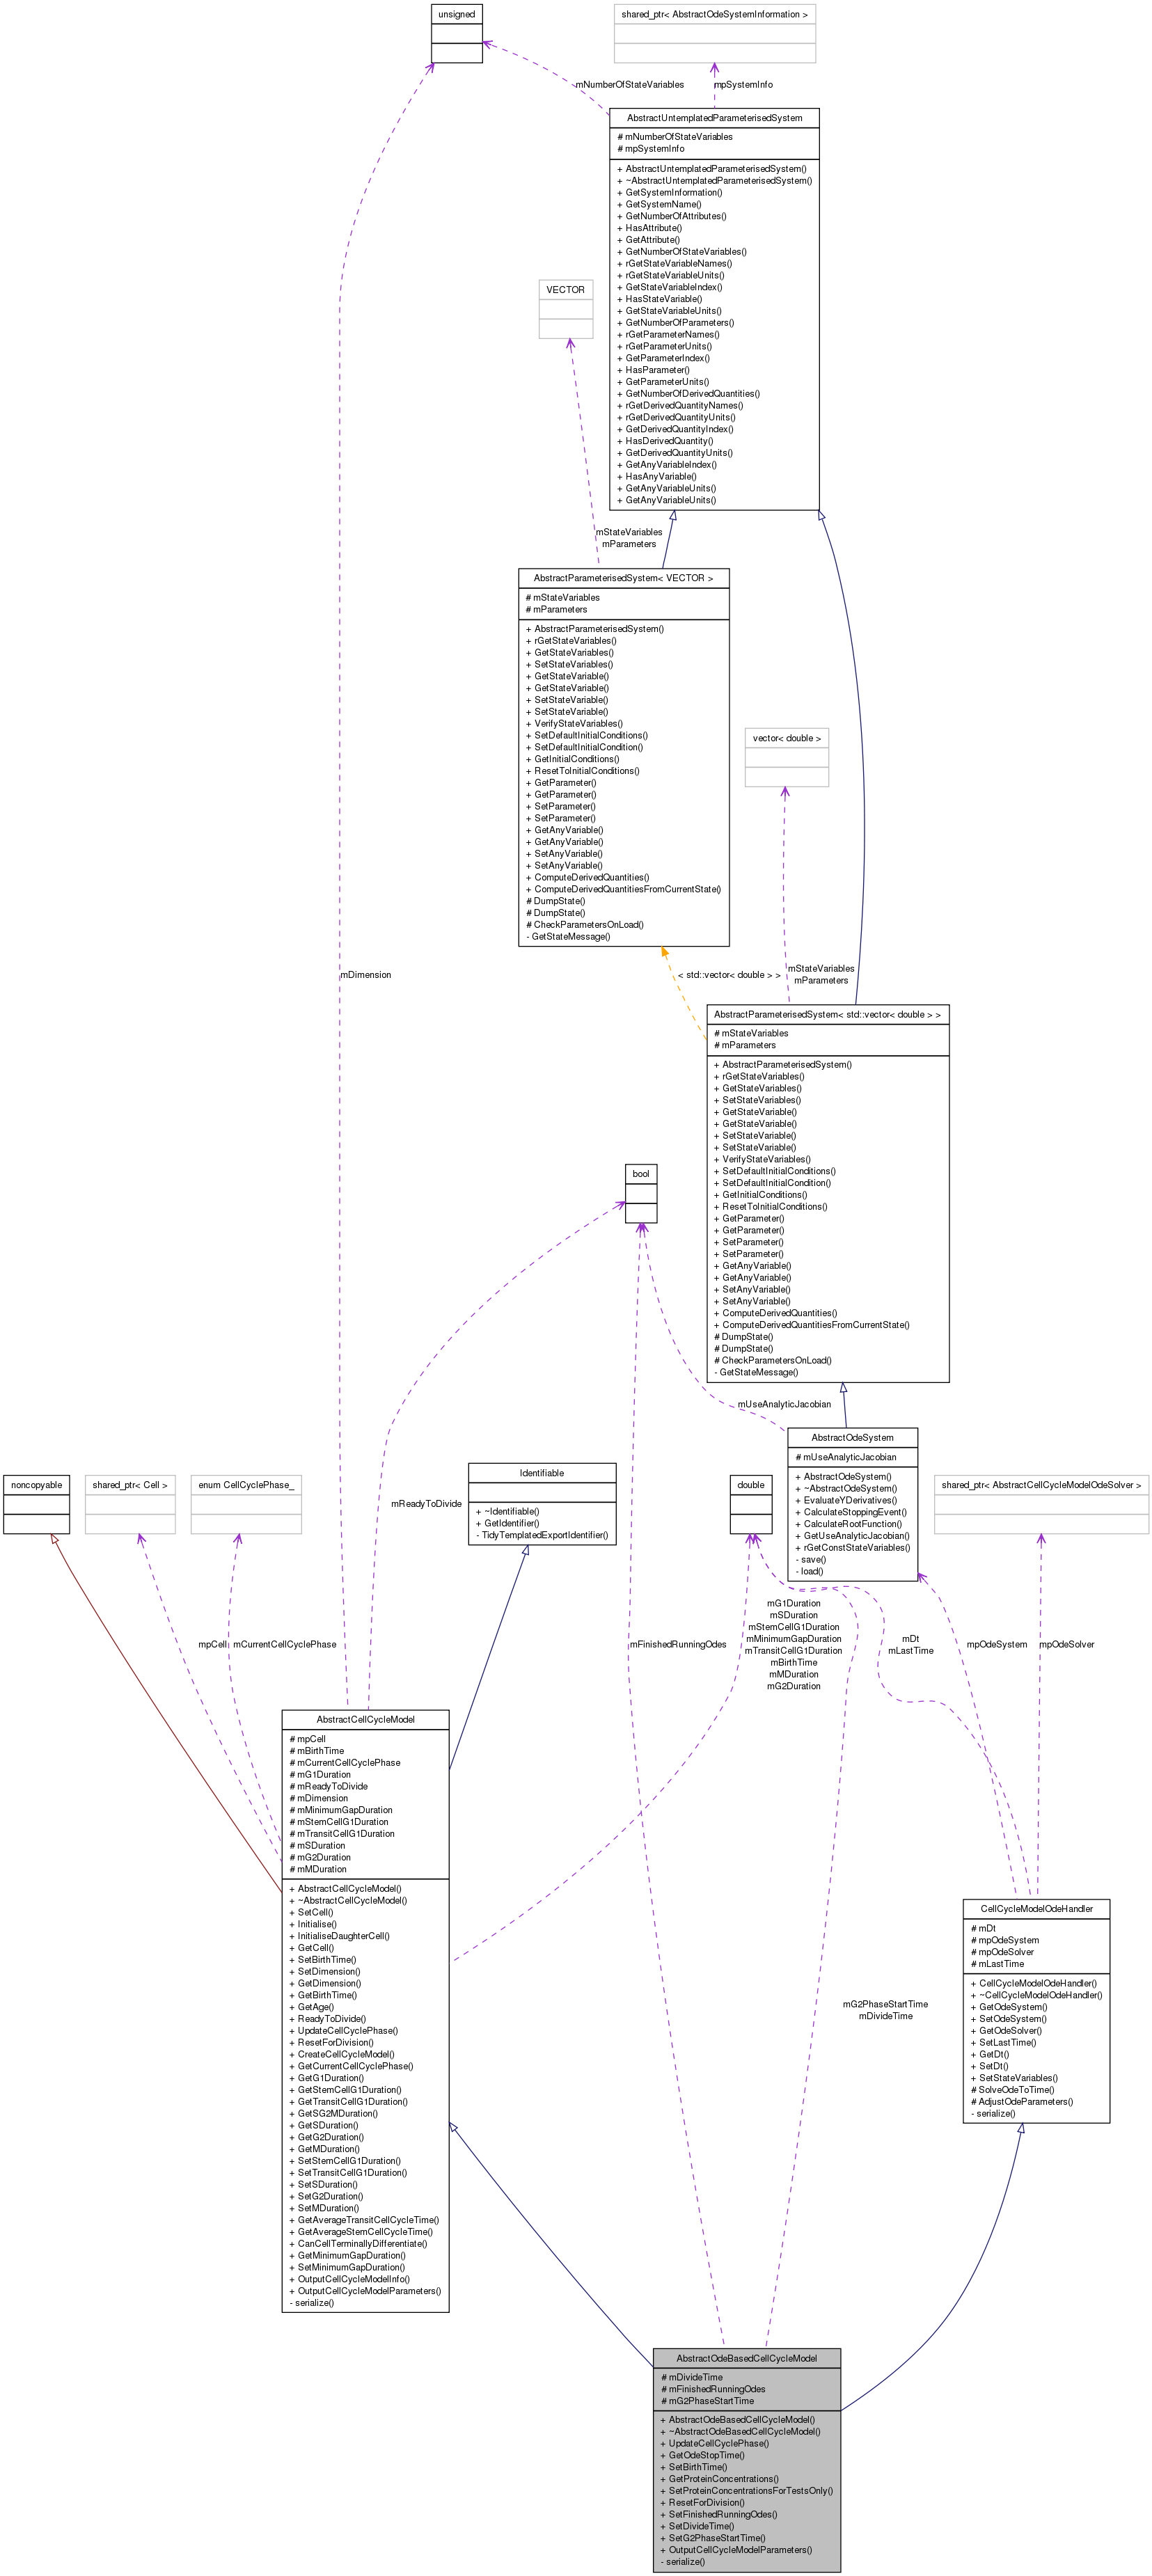 unsigned
shared_ptr< AbstractOdeSystemInformation >
mNumberOfStateVariables
mpSystemInfo
AbstractUntemplatedParameterisedSystem
# mNumberOfStateVariables
# mpSystemInfo
+ AbstractUntemplatedParameterisedSystem()
+ ~AbstractUntemplatedParameterisedSystem()
+ GetSystemInformation()
+ GetSystemName()
+ GetNumberOfAttributes()
+ HasAttribute()
+ GetAttribute()
+ GetNumberOfStateVariables()
+ rGetStateVariableNames()
+ rGetStateVariableUnits()
+ GetStateVariableIndex()
+ HasStateVariable()
+ GetStateVariableUnits()
+ GetNumberOfParameters()
+ rGetParameterNames()
+ rGetParameterUnits()
+ GetParameterIndex()
+ HasParameter()
+ GetParameterUnits()
+ GetNumberOfDerivedQuantities()
+ rGetDerivedQuantityNames()
+ rGetDerivedQuantityUnits()
+ GetDerivedQuantityIndex()
+ HasDerivedQuantity()
+ GetDerivedQuantityUnits()
+ GetAnyVariableIndex()
+ HasAnyVariable()
+ GetAnyVariableUnits()
+ GetAnyVariableUnits()
VECTOR
mStateVariables
mParameters
AbstractParameterisedSystem< VECTOR >
# mStateVariables
# mParameters
+ AbstractParameterisedSystem()
+ rGetStateVariables()
+ GetStateVariables()
+ SetStateVariables()
+ GetStateVariable()
+ GetStateVariable()
+ SetStateVariable()
+ SetStateVariable()
+ VerifyStateVariables()
+ SetDefaultInitialConditions()
+ SetDefaultInitialCondition()
+ GetInitialConditions()
+ ResetToInitialConditions()
+ GetParameter()
+ GetParameter()
+ SetParameter()
+ SetParameter()
+ GetAnyVariable()
+ GetAnyVariable()
+ SetAnyVariable()
+ SetAnyVariable()
+ ComputeDerivedQuantities()
+ ComputeDerivedQuantitiesFromCurrentState()
# DumpState()
# DumpState()
# CheckParametersOnLoad()
- GetStateMessage()
vector< double >
mDimension
< std::vector< double > >
mStateVariables
mParameters
AbstractParameterisedSystem< std::vector< double > >
# mStateVariables
# mParameters
+ AbstractParameterisedSystem()
+ rGetStateVariables()
+ GetStateVariables()
+ SetStateVariables()
+ GetStateVariable()
+ GetStateVariable()
+ SetStateVariable()
+ SetStateVariable()
+ VerifyStateVariables()
+ SetDefaultInitialConditions()
+ SetDefaultInitialCondition()
+ GetInitialConditions()
+ ResetToInitialConditions()
+ GetParameter()
+ GetParameter()
+ SetParameter()
+ SetParameter()
+ GetAnyVariable()
+ GetAnyVariable()
+ SetAnyVariable()
+ SetAnyVariable()
+ ComputeDerivedQuantities()
+ ComputeDerivedQuantitiesFromCurrentState()
# DumpState()
# DumpState()
# CheckParametersOnLoad()
- GetStateMessage()
bool
mUseAnalyticJacobian
AbstractOdeSystem
# mUseAnalyticJacobian
+ AbstractOdeSystem()
+ ~AbstractOdeSystem()
+ EvaluateYDerivatives()
+ CalculateStoppingEvent()
+ CalculateRootFunction()
+ GetUseAnalyticJacobian()
+ rGetConstStateVariables()
- save()
- load()
noncopyable
shared_ptr< Cell >
enum CellCyclePhase_
mReadyToDivide
Identifiable
+ ~Identifiable()
+ GetIdentifier()
- TidyTemplatedExportIdentifier()
double
shared_ptr< AbstractCellCycleModelOdeSolver >
mpCell
mCurrentCellCyclePhase
mFinishedRunningOdes
mG1Duration
mSDuration
mStemCellG1Duration
mMinimumGapDuration
mTransitCellG1Duration
mBirthTime
mMDuration
mG2Duration
mDt
mLastTime
mpOdeSystem
mpOdeSolver
AbstractCellCycleModel
# mpCell
# mBirthTime
# mCurrentCellCyclePhase
# mG1Duration
# mReadyToDivide
# mDimension
# mMinimumGapDuration
# mStemCellG1Duration
# mTransitCellG1Duration
# mSDuration
# mG2Duration
# mMDuration
+ AbstractCellCycleModel()
+ ~AbstractCellCycleModel()
+ SetCell()
+ Initialise()
+ InitialiseDaughterCell()
+ GetCell()
+ SetBirthTime()
+ SetDimension()
+ GetDimension()
+ GetBirthTime()
+ GetAge()
+ ReadyToDivide()
+ UpdateCellCyclePhase()
+ ResetForDivision()
+ CreateCellCycleModel()
+ GetCurrentCellCyclePhase()
+ GetG1Duration()
+ GetStemCellG1Duration()
+ GetTransitCellG1Duration()
+ GetSG2MDuration()
+ GetSDuration()
+ GetG2Duration()
+ GetMDuration()
+ SetStemCellG1Duration()
+ SetTransitCellG1Duration()
+ SetSDuration()
+ SetG2Duration()
+ SetMDuration()
+ GetAverageTransitCellCycleTime()
+ GetAverageStemCellCycleTime()
+ CanCellTerminallyDifferentiate()
+ GetMinimumGapDuration()
+ SetMinimumGapDuration()
+ OutputCellCycleModelInfo()
+ OutputCellCycleModelParameters()
- serialize()
CellCycleModelOdeHandler
# mDt
# mpOdeSystem
# mpOdeSolver
# mLastTime
+ CellCycleModelOdeHandler()
+ ~CellCycleModelOdeHandler()
+ GetOdeSystem()
+ SetOdeSystem()
+ GetOdeSolver()
+ SetLastTime()
+ GetDt()
+ SetDt()
+ SetStateVariables()
# SolveOdeToTime()
# AdjustOdeParameters()
- serialize()
mG2PhaseStartTime
mDivideTime
AbstractOdeBasedCellCycleModel
# mDivideTime
# mFinishedRunningOdes
# mG2PhaseStartTime
+ AbstractOdeBasedCellCycleModel()
+ ~AbstractOdeBasedCellCycleModel()
+ UpdateCellCyclePhase()
+ GetOdeStopTime()
+ SetBirthTime()
+ GetProteinConcentrations()
+ SetProteinConcentrationsForTestsOnly()
+ ResetForDivision()
+ SetFinishedRunningOdes()
+ SetDivideTime()
+ SetG2PhaseStartTime()
+ OutputCellCycleModelParameters()
- serialize()